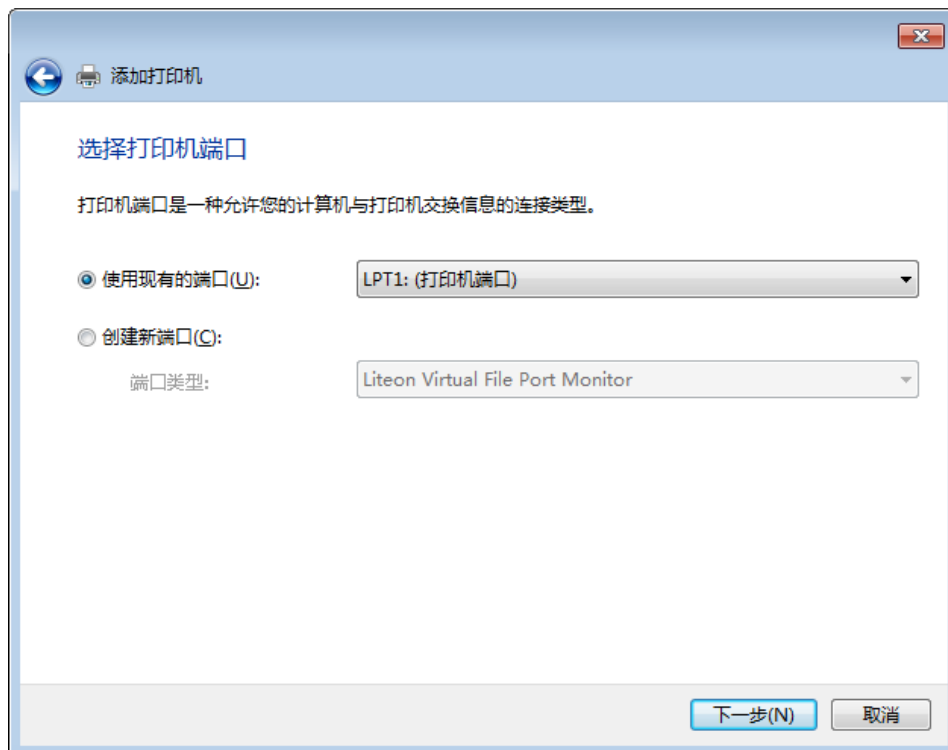 添加打印机
选择打印机端口
打印机端口是一种允许您的计算机与打印机交换信息的连接类型。
使用现有的端口(U): LPT1: (打印机端口)
创建新端口(C):
端口类型: Liteon Virtual File Port Monitor
下一步(N) 取消